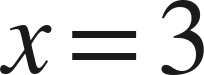 x = 3